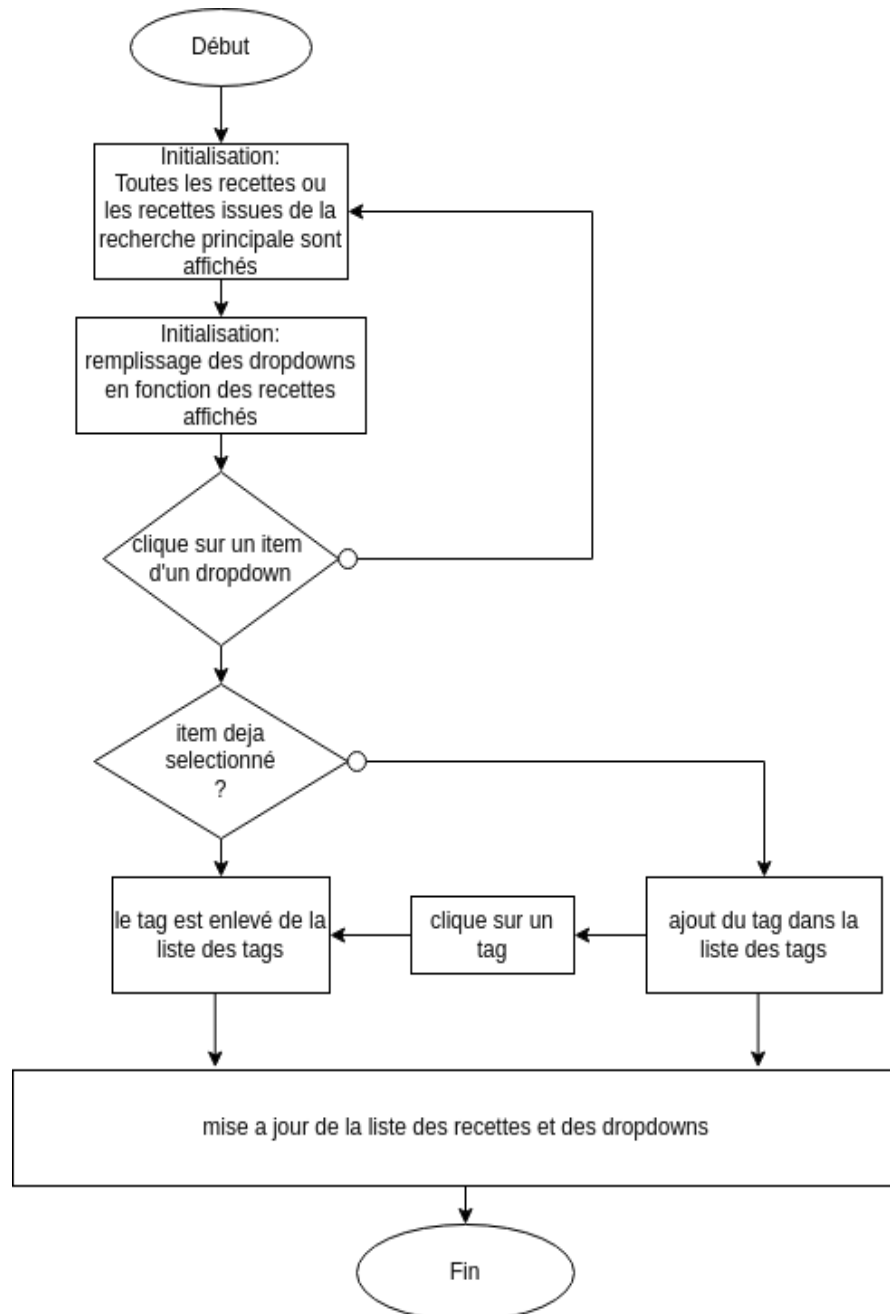 Début
Initialisation:
Toutes les recettes ou
les recettes issues de la
recherche principale sont
affichés
Initialisation:
remplissage des dropdowns
en fonction des recettes
affichés
clique sur un item
d'un dropdown
item deja
selectionné
?
le tag est enlevé de la
liste des tags
clique sur un
tag
ajout du tag dans la
liste des tags
mise a jour de la liste des recettes et des dropdowns
Fin